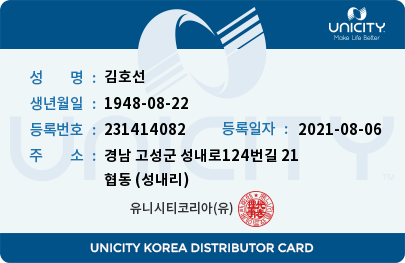 UNICITY
Make Life Better
성 명 : 김호선
생년월일 : 1948-08-22
등록번호 : 231414082 등록일자 : 2021-08-06
주 소 : 경남 고성군 성내로124번길 21
협동 (성내리)
유니시티코리아(유)
UNICITY
UNICITY KOREA DISTRIBUTOR CARD